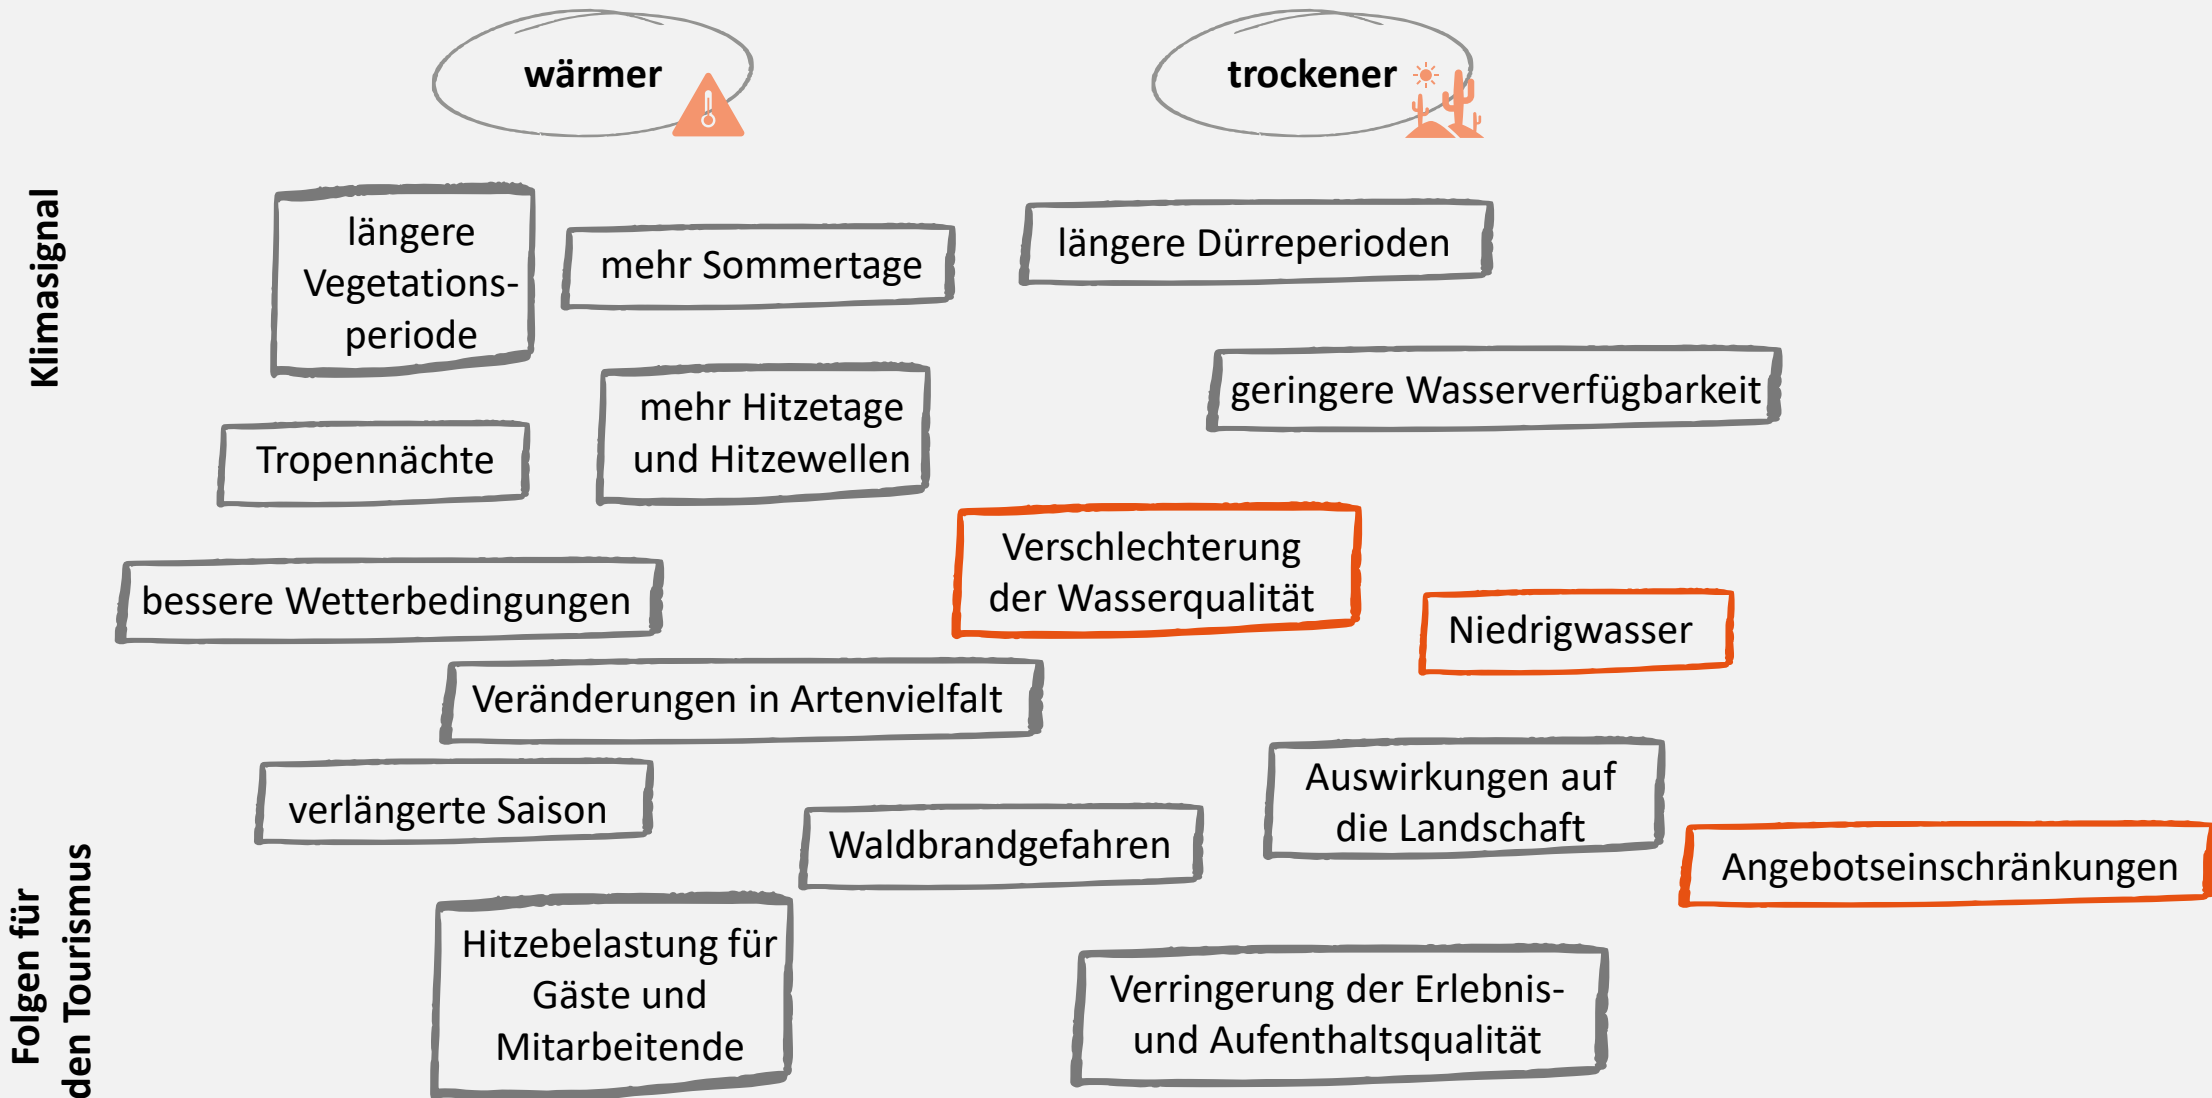 wärmer
trockener
Klimasignal
längere
Vegetations-
periode
mehr Sommertage
längere Dürreperioden
Tropennächte
mehr Hitzetage
und Hitzewellen
geringere Wasserverfügbarkeit
Folgen für
den Tourismus
bessere Wetterbedingungen
Verschlechterung
der Wasserqualität
Niedrigwasser
Veränderungen in Artenvielfalt
verlängerte Saison
Waldbrandgefahren
Auswirkungen auf
die Landschaft
Angebotseinschränkungen
Hitzebelastung für
Gäste und
Mitarbeitende
Verringerung der Erlebnis-
und Aufenthaltsqualität